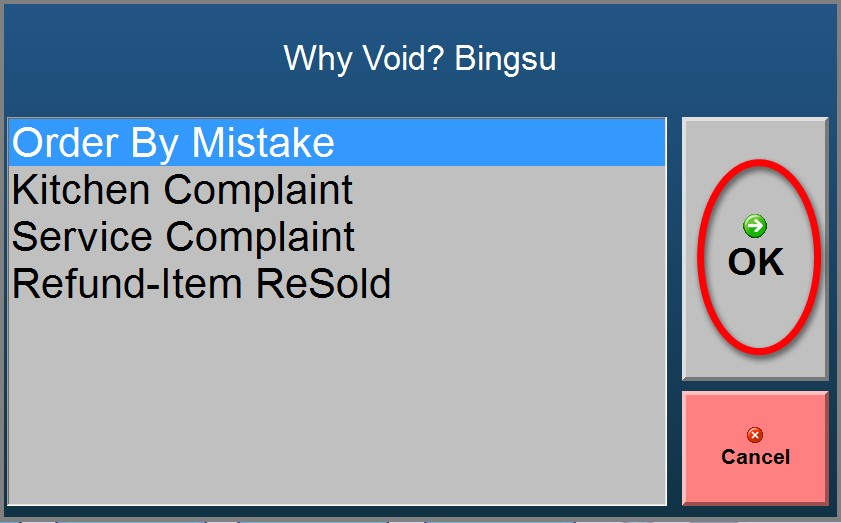 Why Void? Bingsu
Order By Mistake
Kitchen Complaint
Service Complaint
Refund-Item ReSold
OK
Cancel